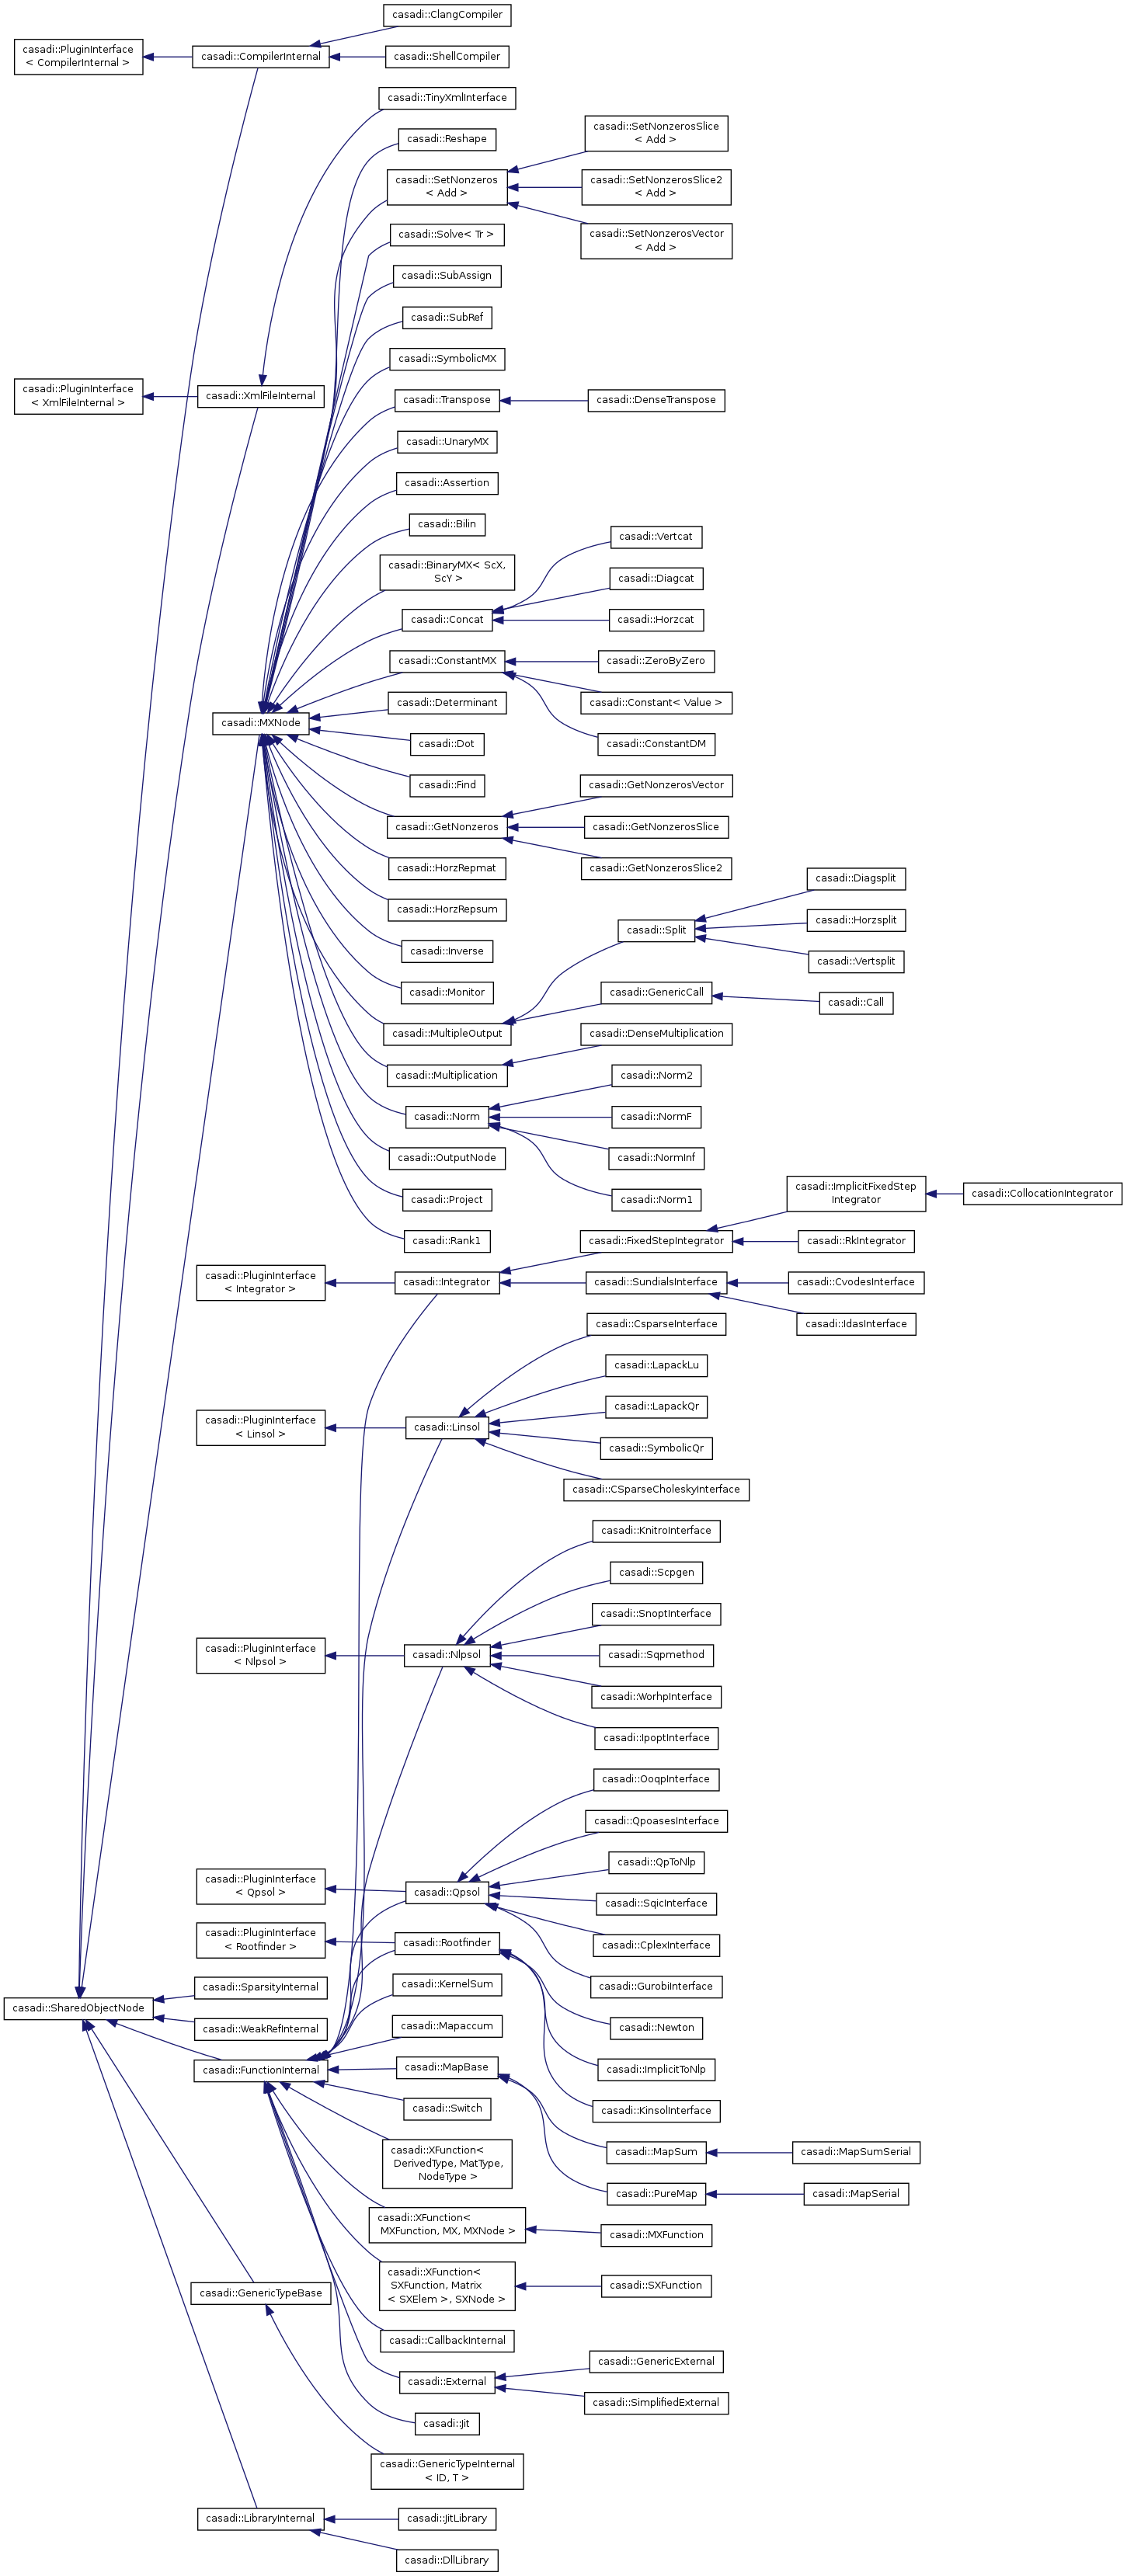 casadi::ClangCompiler
casadi::PluginInterface
< CompilerInternal >
casadi::CompilerInternal
casadi::ShellCompiler
casadi::TinyXmlInterface
casadi::Reshape
casadi::SetNonzeros
< Add >
casadi::SetNonzerosSlice
< Add >
casadi::SetNonzerosSlice2
< Add >
casadi::SetNonzerosVector
< Add >
casadi::Solve< Tr >
casadi::SubAssign
casadi::SubRef
casadi::SymbolicMX
casadi::PluginInterface
< XmlFileInternal >
casadi::XmlFileInternal
casadi::Transpose
casadi::DenseTranspose
casadi::UnaryMX
casadi::Assertion
casadi::Bilin
casadi::BinaryMX< ScX,
ScY >
casadi::Vertcat
casadi::Diagcat
casadi::Concat
casadi::Horzcat
casadi::ConstantMX
casadi::ZeroByZero
casadi::Determinant
casadi::Constant< Value >
casadi::MXNode
casadi::Dot
casadi::ConstantDM
casadi::Find
casadi::GetNonzerosVector
casadi::GetNonzeros
casadi::GetNonzerosSlice
casadi::HorzRepmat
casadi::GetNonzerosSlice2
casadi::HorzRepsum
casadi::Diagsplit
casadi::Split
casadi::Horzsplit
casadi::Inverse
casadi::Vertsplit
casadi::Monitor
casadi::GenericCall
casadi::Call
casadi::MultipleOutput
casadi::DenseMultiplication
casadi::Multiplication
casadi::Norm2
casadi::Norm
casadi::NormF
casadi::OutputNode
casadi::NormInf
casadi::Project
casadi::Norm1
casadi::ImplicitFixedStep
Integrator
casadi::CollocationIntegrator
casadi::Rank1
casadi::FixedStepIntegrator
casadi::RkIntegrator
casadi::PluginInterface
< Integrator >
casadi::Integrator
casadi::SundialsInterface
casadi::CvodesInterface
casadi::IdasInterface
casadi::CsparseInterface
casadi::LapackLu
casadi::LapackQr
casadi::PluginInterface
< Linsol >
casadi::Linsol
casadi::SymbolicQr
casadi::CSparseCholeskyInterface
casadi::KnitroInterface
casadi::Scpgen
casadi::SnoptInterface
casadi::PluginInterface
< Nlpsol >
casadi::Nlpsol
casadi::Sqpmethod
casadi::WorhpInterface
casadi::IpoptInterface
casadi::OoqpInterface
casadi::QpoasesInterface
casadi::QpToNlp
casadi::PluginInterface
< Qpsol >
casadi::Qpsol
casadi::SqicInterface
casadi::PluginInterface
< Rootfinder >
casadi::Rootfinder
casadi::CplexInterface
casadi::GurobiInterface
casadi::SparsityInternal
casadi::KernelSum
casadi::SharedObjectNode
casadi::WeakRefInternal
casadi::Mapaccum
casadi::Newton
casadi::FunctionInternal
casadi::MapBase
casadi::ImplicitToNlp
casadi::Switch
casadi::KinsolInterface
casadi::XFunction<
DerivedType, MatType,
NodeType >
casadi::MapSum
casadi::MapSumSerial
casadi::PureMap
casadi::MapSerial
casadi::XFunction<
MXFunction, MX, MXNode >
casadi::MXFunction
casadi::XFunction<
SXFunction, Matrix
< SXElem >, SXNode >
casadi::SXFunction
casadi::GenericTypeBase
casadi::CallbackInternal
casadi::GenericExternal
casadi::External
casadi::SimplifiedExternal
casadi::Jit
casadi::GenericTypeInternal
< ID, T >
casadi::LibraryInternal
casadi::JitLibrary
casadi::DllLibrary